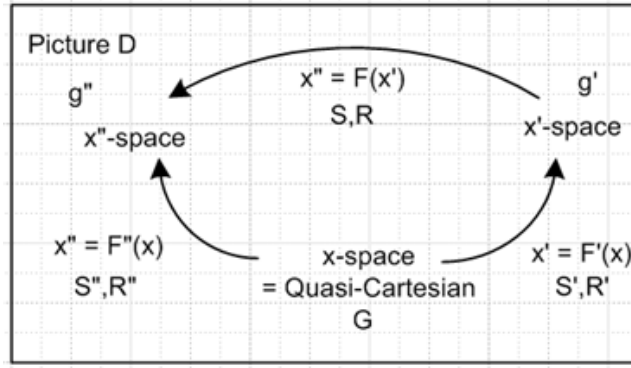 Picture D
g"
x"-space
x" = F(x')
S,R
g'
x'-space
x" = F"(x)
S",R"
x-space
= Quasi-Cartesian
G
x' = F'(x)
S',R'